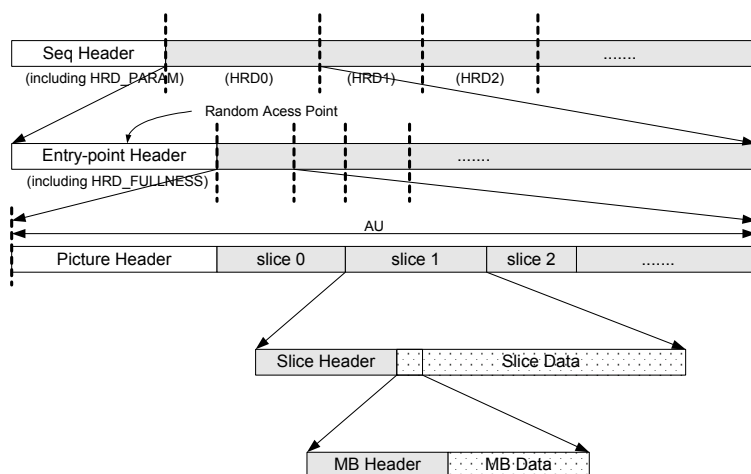 Seq Header
.......
(including HRD_PARAM) (HRD0) (HRD1) (HRD2)
Random Acess Point
Entry-point Header
.......
(including HRD_FULLNESS)
AU
Picture Header slice 0 slice 1 slice 2 .......
Slice Header Slice Data
MB Header MB Data